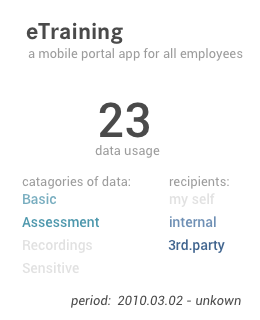 eTraining
a mobile portal app for all employees
23
data usage
catagories of data: recipients:
Basic my self
Assessment internal
Recordings 3rd.party
Sensitive
period: 2010.03.02 - unkown